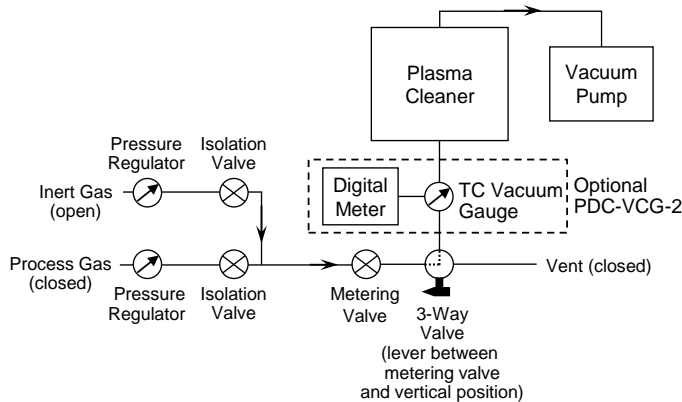 Plasma
Cleaner
Vacuum
Pump
Pressure
Regulator
Isolation
Valve
Inert Gas
(open)
Digital
Meter
TC Vacuum
Gauge
Optional
PDC-VCG-2
Process Gas
(closed)
Pressure
Regulator
Isolation
Valve
Metering
Valve
Vent (closed)
3-Way
Valve
(lever between
metering valve
and vertical position)